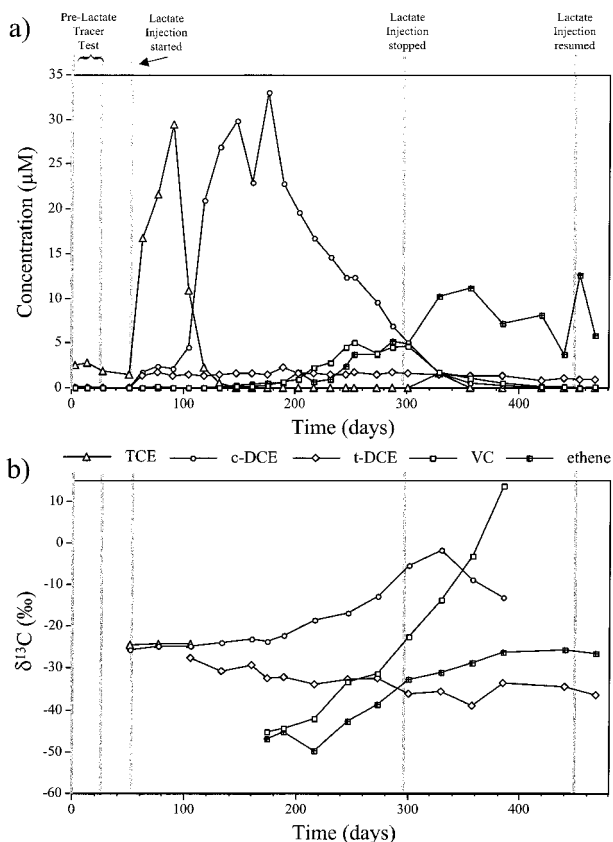 a)
Pre-Lactate
Tracer
Test
Lactate
Injection
started
Lactate
Injection
stopped
Lactate
Injection
resumed
35
30
25
20
15
10
5
0
Concentration (µM)
0 100 200 300 400
Time (days)
b)
TCE c-DCE t-DCE VC ethene
10
0
-10
-20
-30
-40
-50
-60
δ¹³C (‰)
0 100 200 300 400
Time (days)